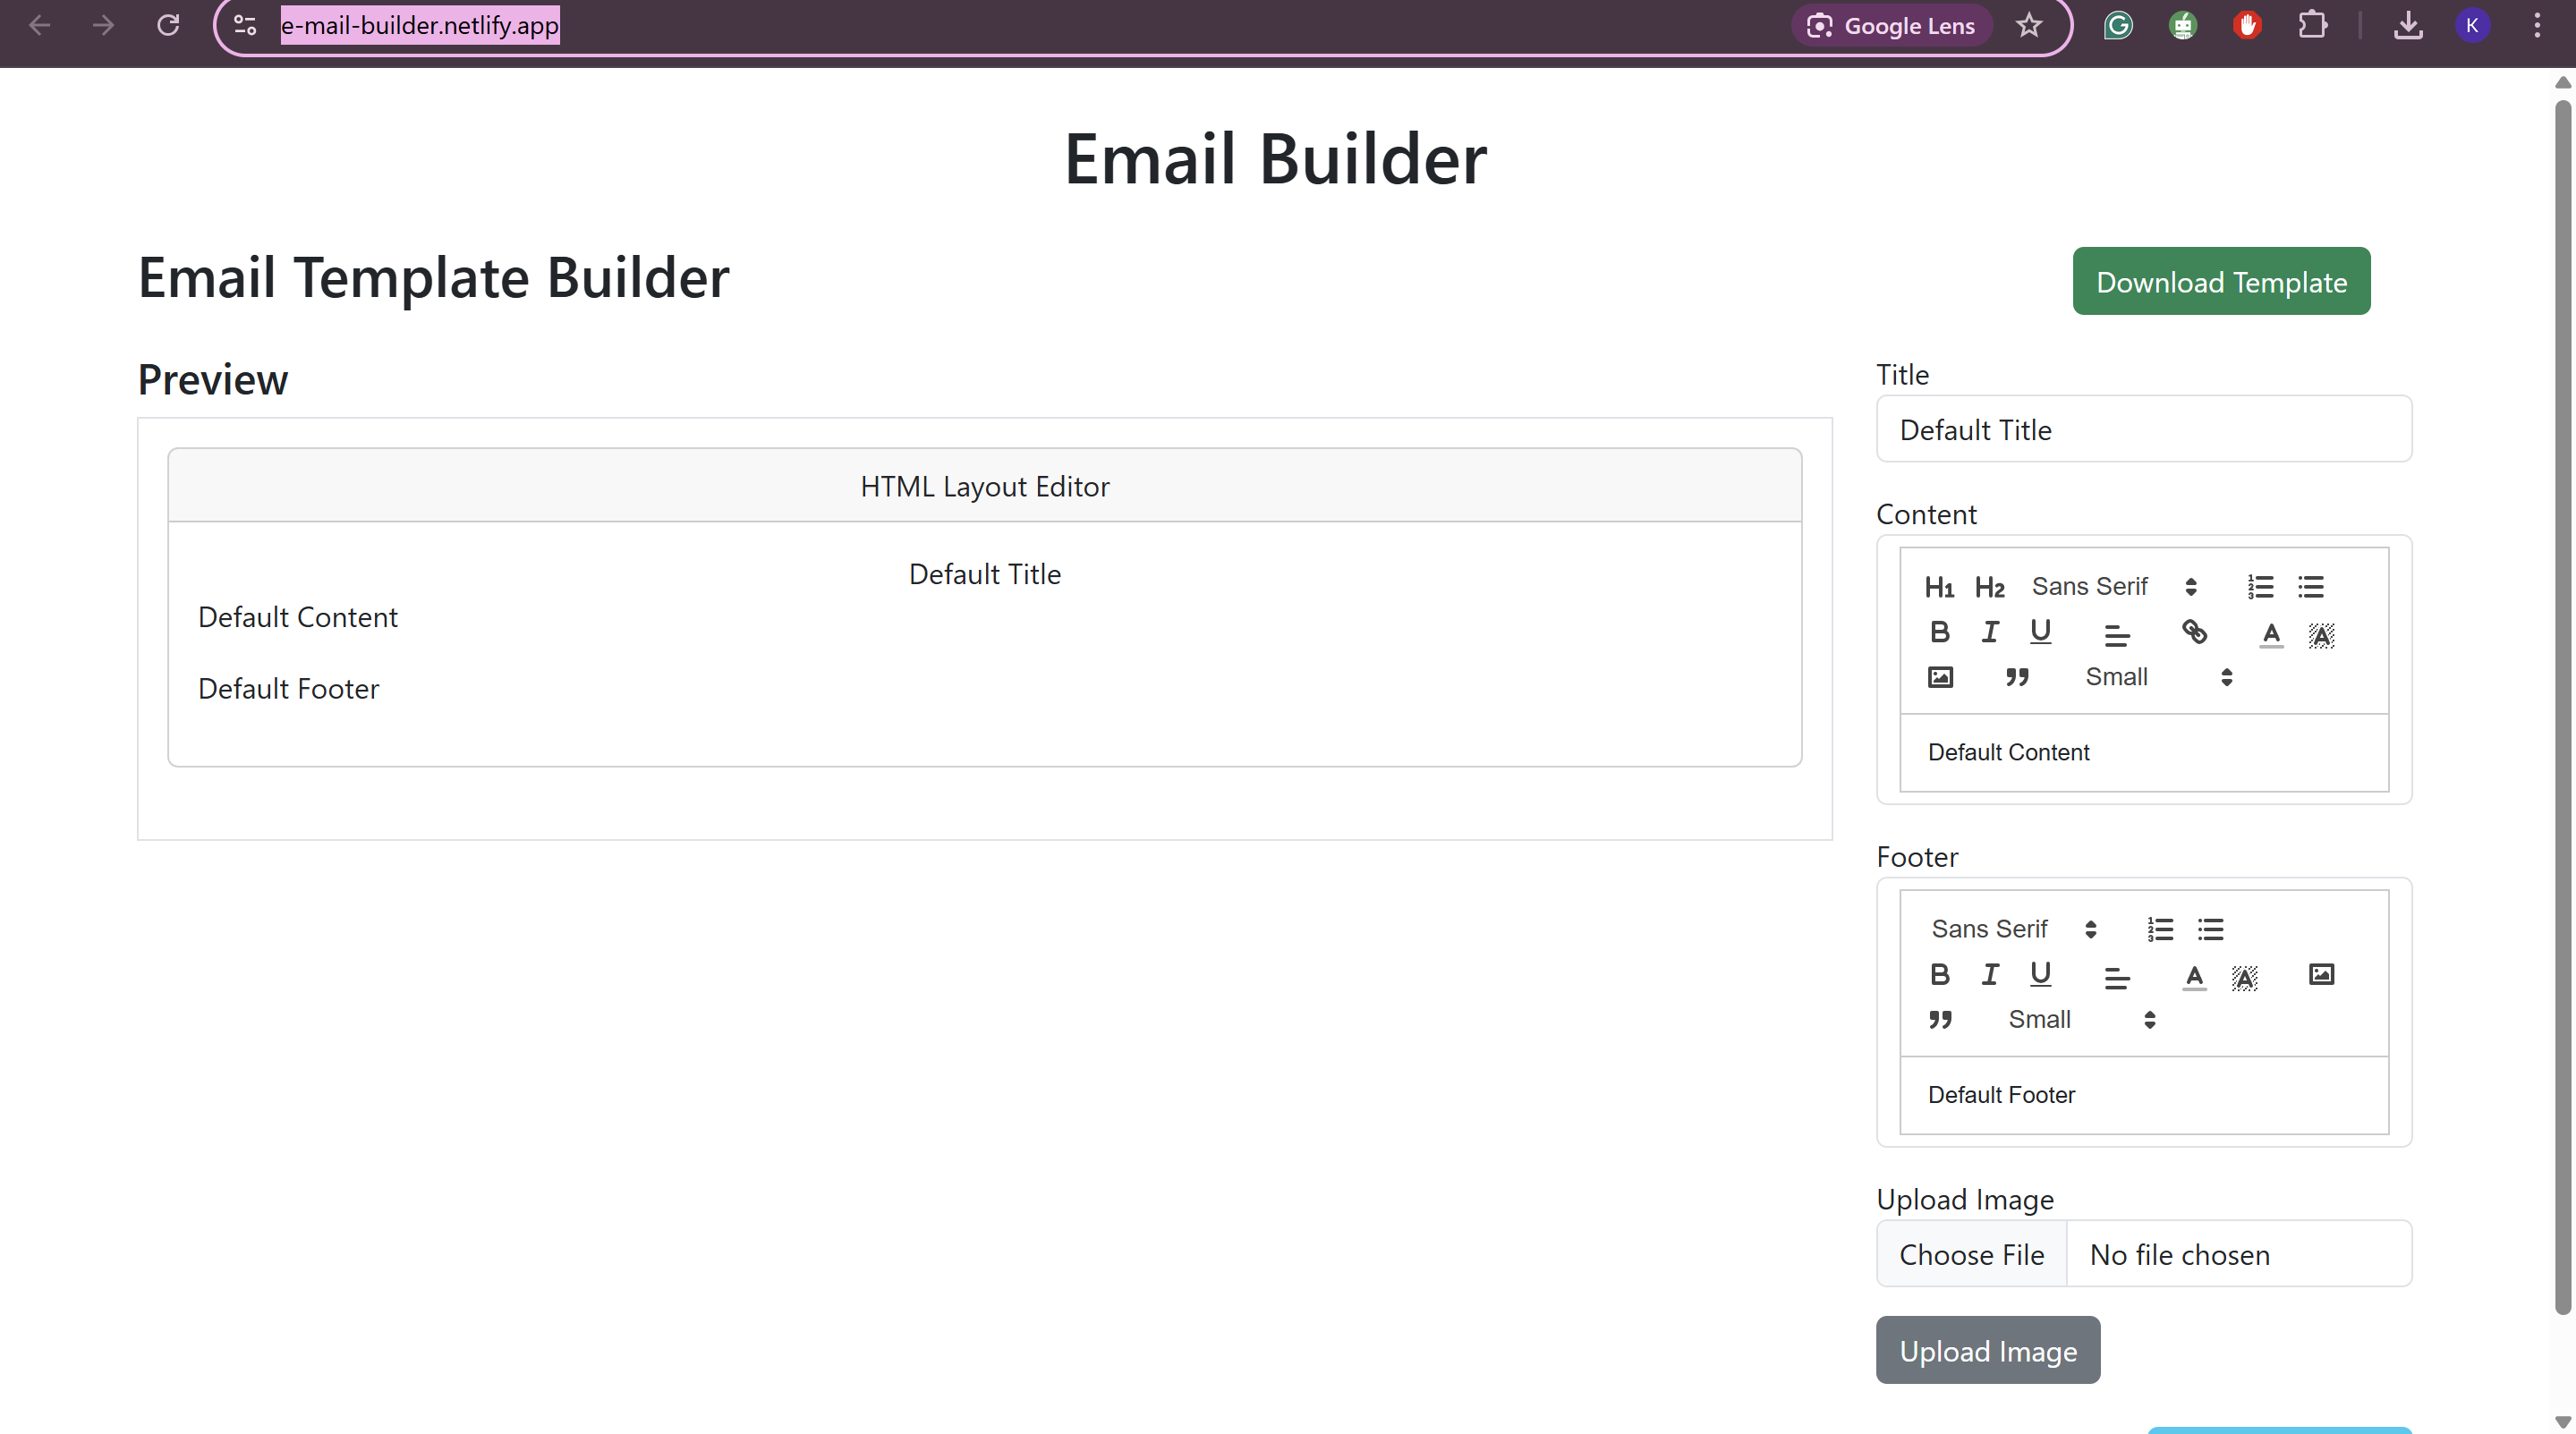 e-mail-builder.netlify.app
Google Lens
K
Email Builder
Email Template Builder
Download Template
Preview
HTML Layout Editor
Default Title
Default Content
Default Footer
Title
Default Title
Content
H1 H2 Sans Serif
B I U A A
Small
Default Content
Footer
Sans Serif
B I U A A
Small
Default Footer
Upload Image
Choose File No file chosen
Upload Image